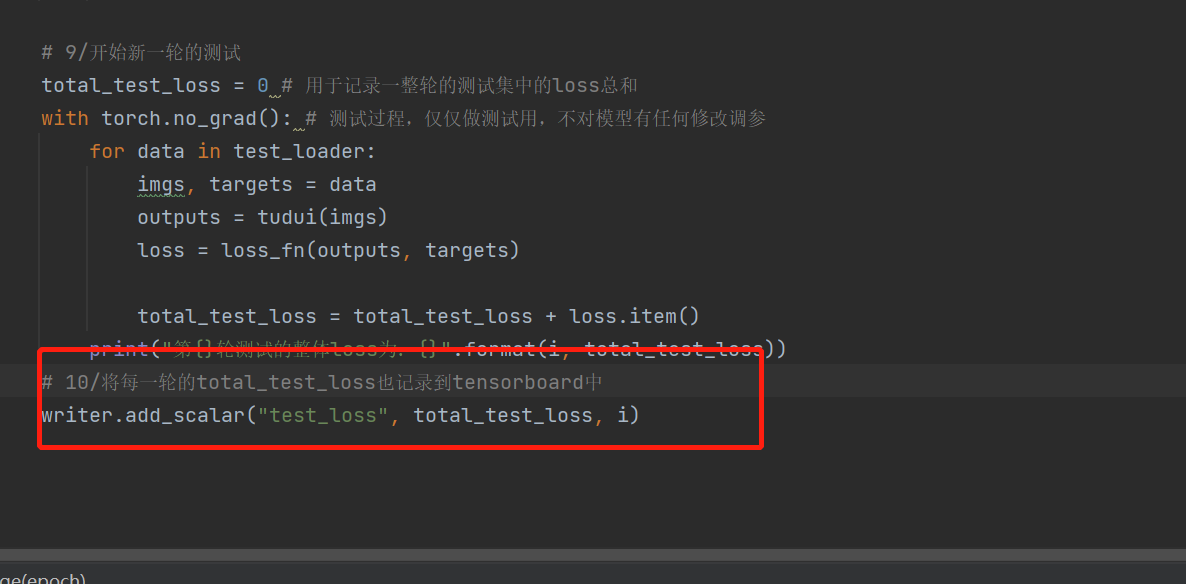 # 9/开始新一轮的测试
total_test_loss = 0 # 用于记录一整轮的测试集中的loss总和
with torch.no_grad(): # 测试过程，仅仅做测试用，不对模型有任何修改调参
for data in test_loader:
imgs, targets = data
outputs = tudui(imgs)
loss = loss_fn(outputs, targets)
total_test_loss = total_test_loss + loss.item()
print("第{}轮测试的整体loss为：{}".format(i, total_test_loss))
# 10/将每一轮的total_test_loss也记录到tensorboard中
writer.add_scalar("test_loss", total_test_loss, i)
ge(epoch)